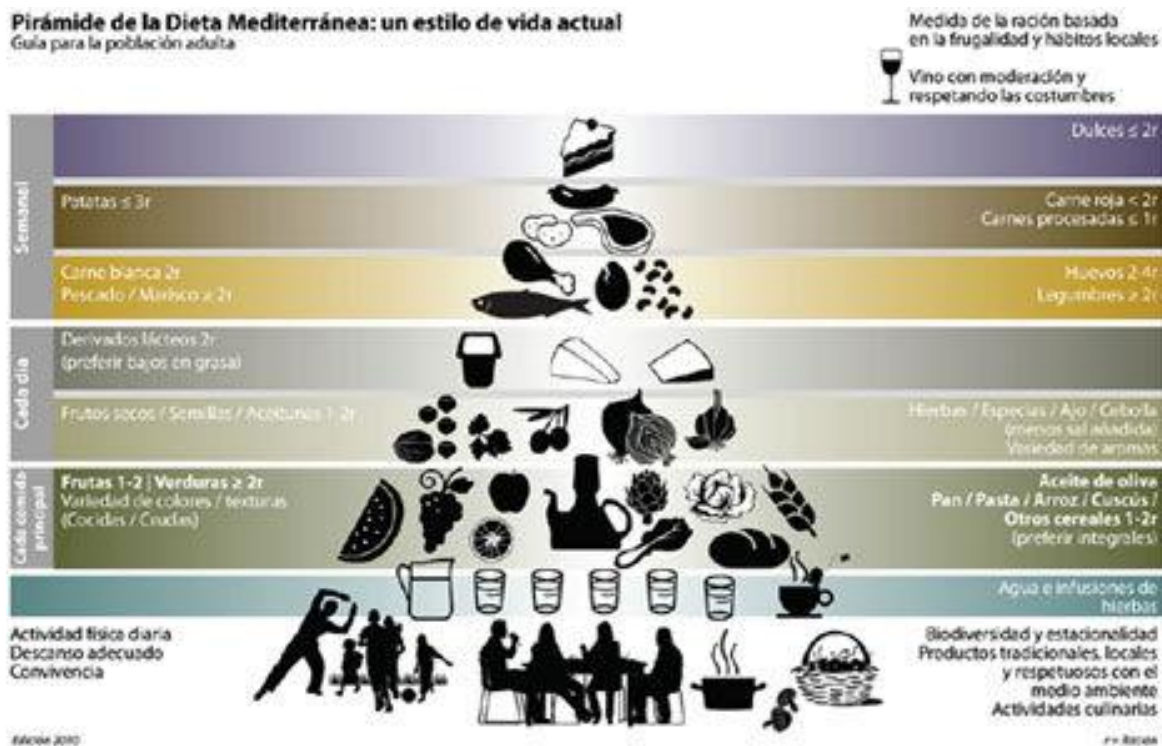 Pirámide de la Dieta Mediterránea: un estilo de vida actual
Guía para la población adulta
Medida de la ración basada
en la frugalidad y hábitos locales
Vino con moderación y
respetando las costumbres
Semanal
Dulces ≤ 2r
Patatas ≤ 3r
Carne roja < 2r
Carnes procesadas ≤ 1r
Carne blanca 2r
Pescado / Marisco ≥ 2r
Huevos 2-4r
Legumbres ≥ 2r
Cada día
Derivados lácteos 2r
(preferir bajos en grasa)
Frutos secos / Semillas / Aceitunas 1-2r
Hierbas / Especias / Ajo / Cebolla
(menos sal añadida)
Variedad de aromas
Cada comida
principal
Frutas 1-2 | Verduras ≥ 2r
Variedad de colores / texturas
(Cocidas / Crudas)
Aceite de oliva
Pan / Pasta / Arroz / Cuscús /
Otros cereales 1-2r
(preferir integrales)
Agua e infusiones de
hierbas
Actividad física diaria
Descanso adecuado
Convivencia
Biodiversidad y estacionalidad
Productos tradicionales, locales
y respetuosos con el
medio ambiente
Actividades culinarias
Edición 2010
r = Ración